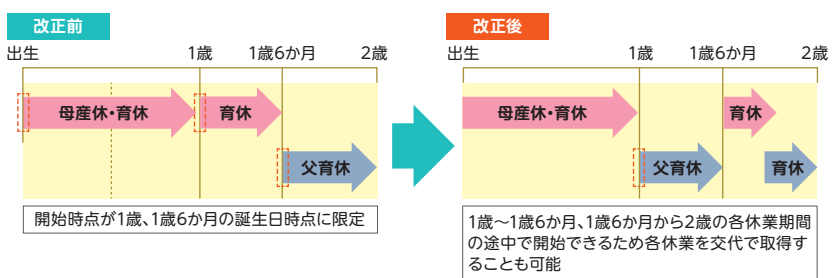 改正前
出生
1歳
1歳6か月
2歳
母産休・育休
育休
父育休
開始時点が1歳、1歳6か月の誕生日時点に限定
改正後
出生
1歳
1歳6か月
2歳
母産休・育休
育休
父育休
育休
1歳〜1歳6か月、1歳6か月から2歳の各休業期間
の途中で開始できるため各休業を交代で取得す
ることも可能